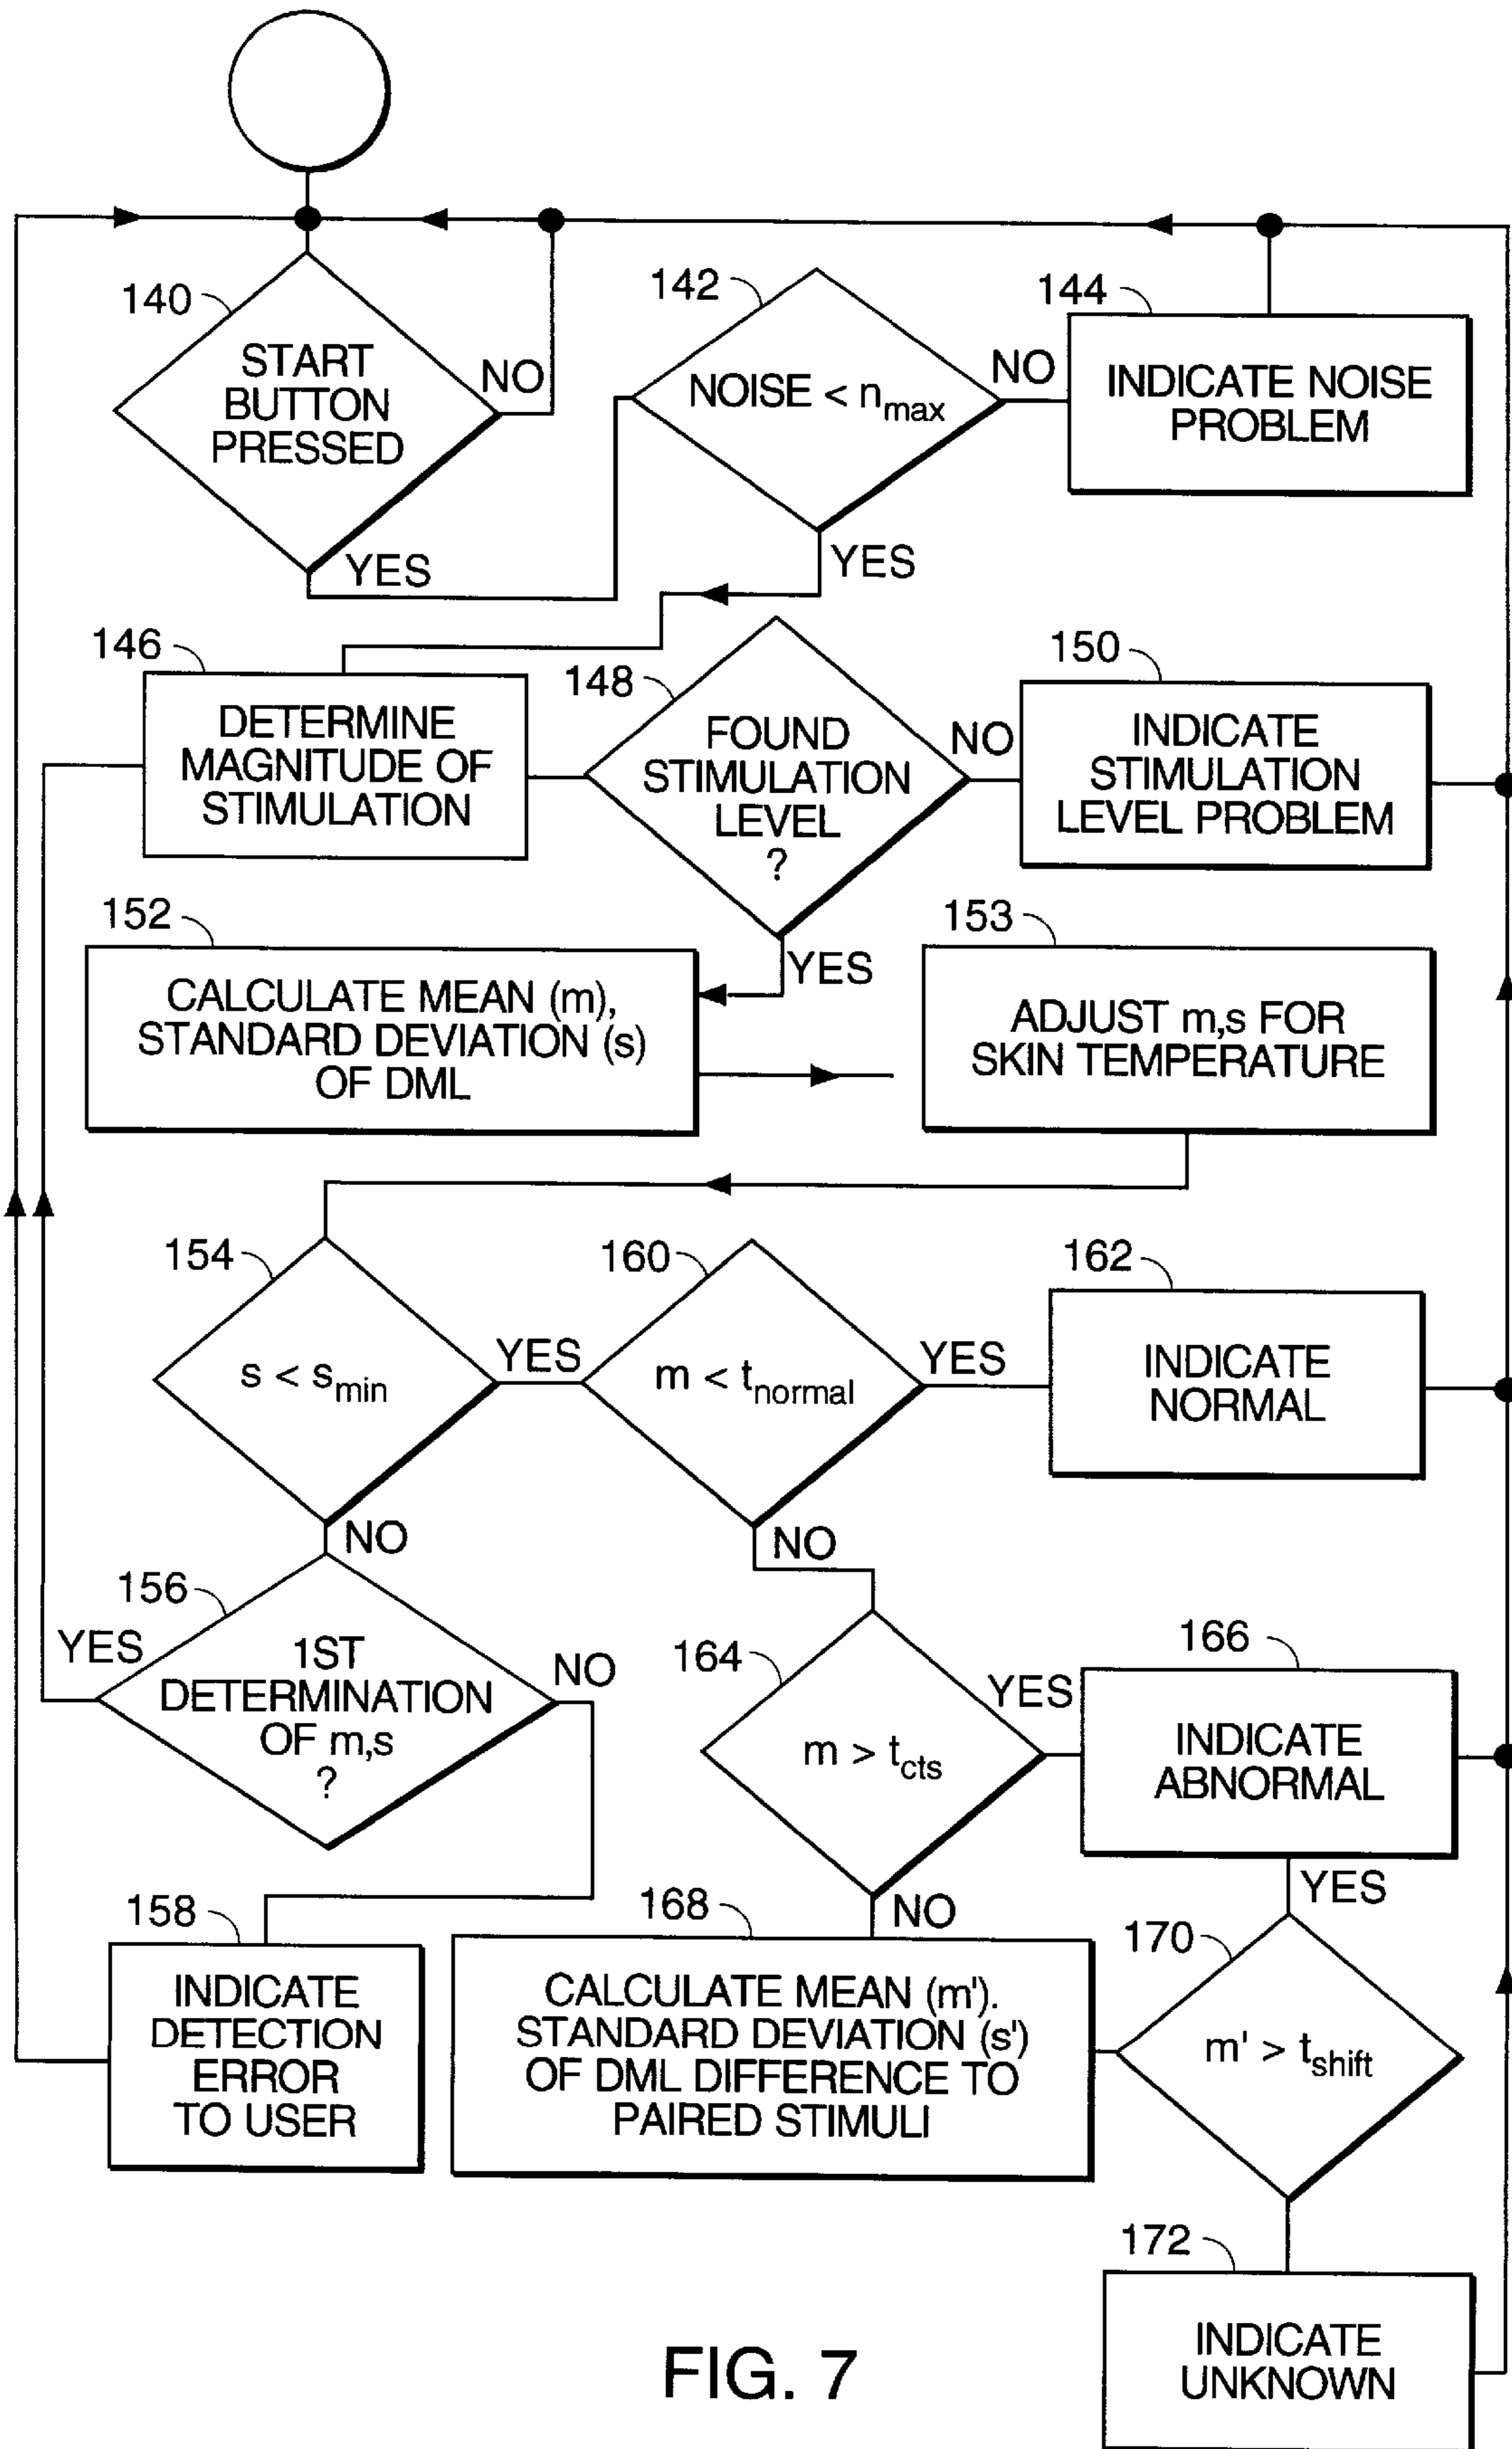 140
START
BUTTON
PRESSED
NO
YES
142
NOISE < nmax
NO
YES
144
INDICATE NOISE
PROBLEM
146
DETERMINE
MAGNITUDE OF
STIMULATION
148
FOUND
STIMULATION
LEVEL
?
NO
YES
150
INDICATE
STIMULATION
LEVEL PROBLEM
152
CALCULATE MEAN (m),
STANDARD DEVIATION (s)
OF DML
153
ADJUST m,s FOR
SKIN TEMPERATURE
154
s < smin
YES
NO
160
m < tnormal
YES
NO
162
INDICATE
NORMAL
156
1ST
DETERMINATION
OF m,s
?
YES
NO
164
m > tcts
YES
NO
166
INDICATE
ABNORMAL
YES
158
INDICATE
DETECTION
ERROR
TO USER
168
CALCULATE MEAN (m').
STANDARD DEVIATION (s')
OF DML DIFFERENCE TO
PAIRED STIMULI
170
m' > tshift
172
INDICATE
UNKNOWN
FIG. 7